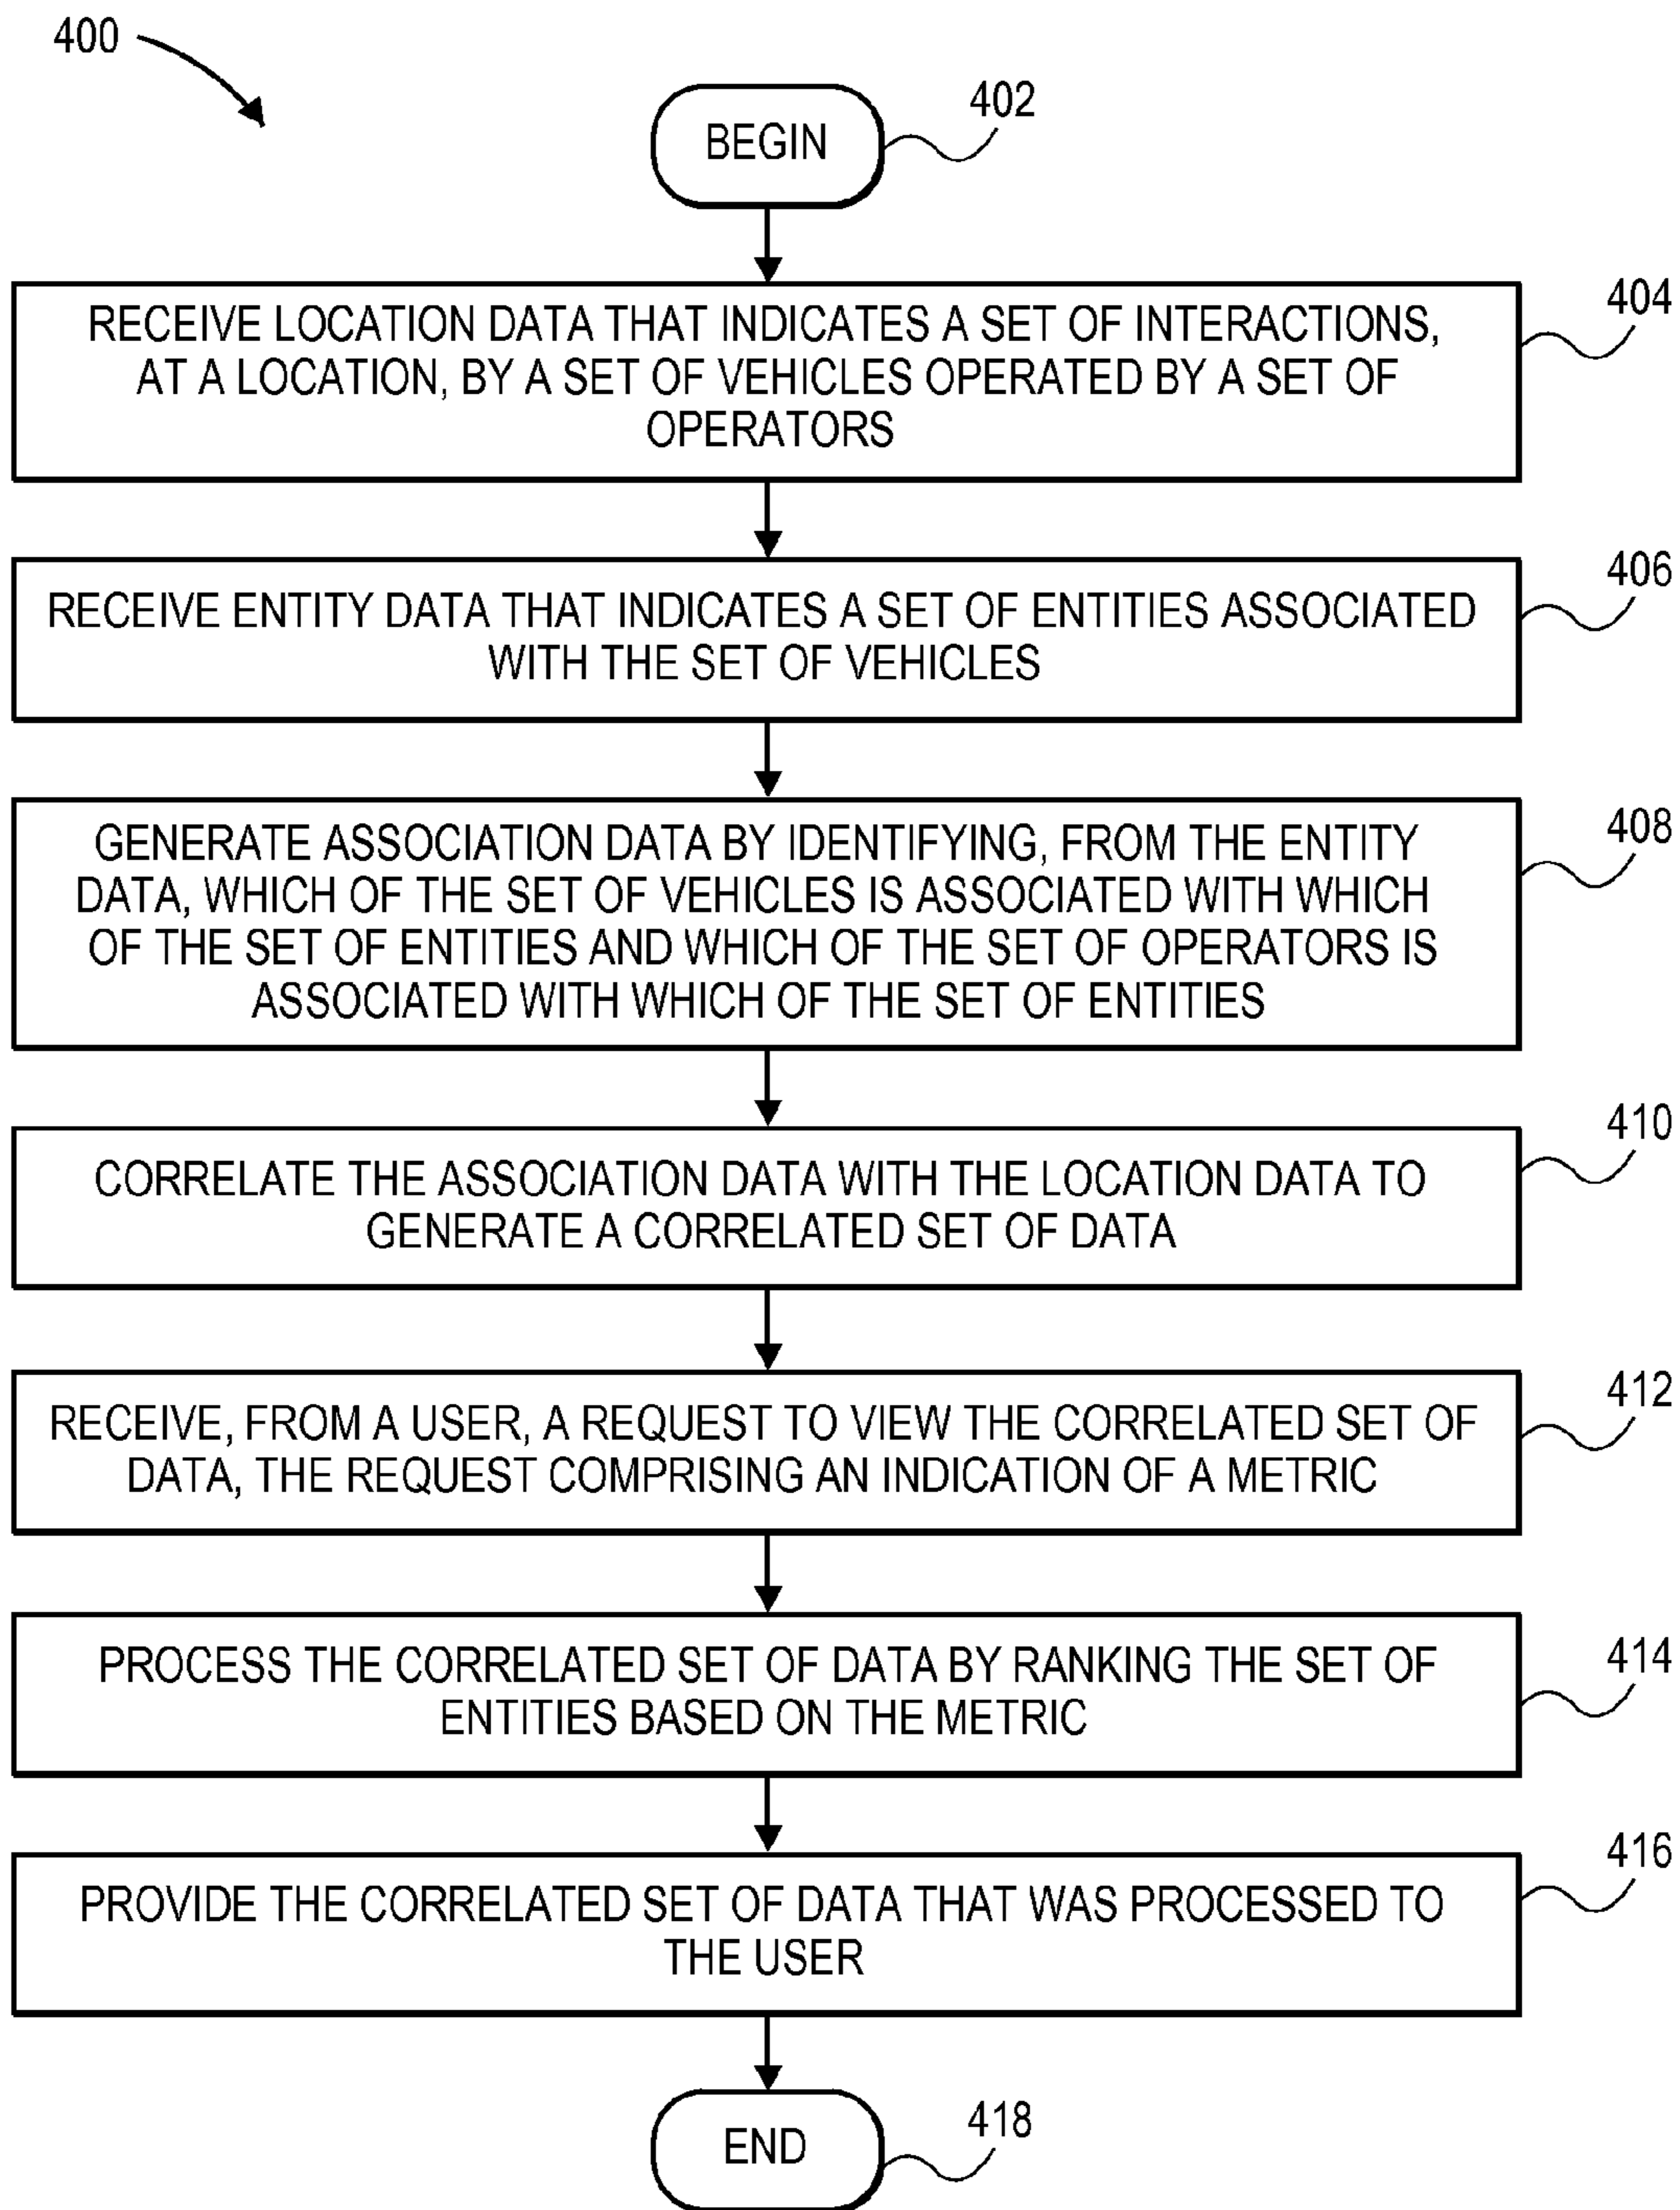 400
402
BEGIN
404
RECEIVE LOCATION DATA THAT INDICATES A SET OF INTERACTIONS,
AT A LOCATION, BY A SET OF VEHICLES OPERATED BY A SET OF
OPERATORS
406
RECEIVE ENTITY DATA THAT INDICATES A SET OF ENTITIES ASSOCIATED
WITH THE SET OF VEHICLES
408
GENERATE ASSOCIATION DATA BY IDENTIFYING, FROM THE ENTITY
DATA, WHICH OF THE SET OF VEHICLES IS ASSOCIATED WITH WHICH
OF THE SET OF ENTITIES AND WHICH OF THE SET OF OPERATORS IS
ASSOCIATED WITH WHICH OF THE SET OF ENTITIES
410
CORRELATE THE ASSOCIATION DATA WITH THE LOCATION DATA TO
GENERATE A CORRELATED SET OF DATA
412
RECEIVE, FROM A USER, A REQUEST TO VIEW THE CORRELATED SET OF
DATA, THE REQUEST COMPRISING AN INDICATION OF A METRIC
414
PROCESS THE CORRELATED SET OF DATA BY RANKING THE SET OF
ENTITIES BASED ON THE METRIC
416
PROVIDE THE CORRELATED SET OF DATA THAT WAS PROCESSED TO
THE USER
418
END